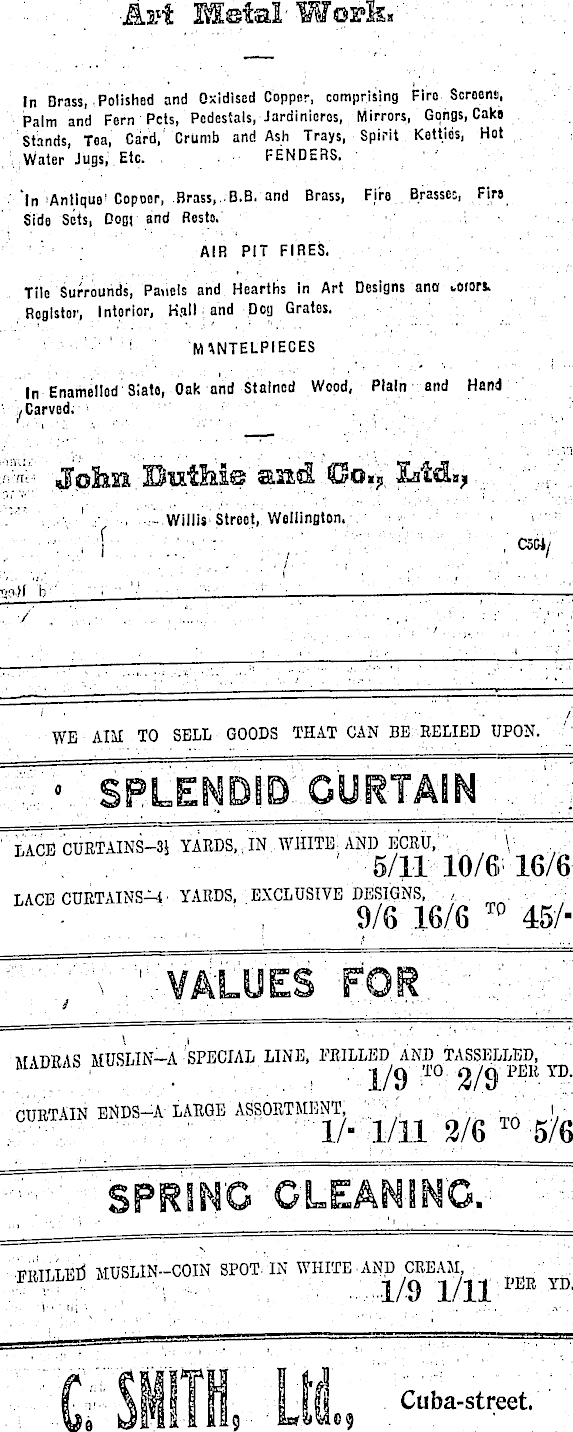 Art Metal Work.
In Brass, Polished and Oxidised Copper, comprising Fire Screens,
Palm and Fern Pots, Pedestals, Jardinieres, Mirrors, Gongs, Cake
Stands, Tea, Card, Crumb and Ash Trays, Spirit Kettles, Hot
Water Jugs, Etc. FENDERS.
In Antique Copper, Brass, B.B. and Brass, Fire Brasses, Fire
Side Sets, Dogs and Rests.
AIR PIT FIRES.
Tile Surrounds, Panels and Hearths in Art Designs and Colors.
Register, Interior, Hall and Dog Grates.
MANTELPIECES
In Enamelled Slate, Oak and Stained Wood, Plain and Hand
Carved.
John Duthie and Co., Ltd.,
Willis Street, Wellington.
C564
WE AIM TO SELL GOODS THAT CAN BE RELIED UPON.
SPLENDID CURTAIN
LACE CURTAINS—3½ YARDS, IN WHITE AND ECRU,
5/11 10/6 16/6
LACE CURTAINS—4 YARDS, EXCLUSIVE DESIGNS,
9/6 16/6 TO 45/-
VALUES FOR
MADRAS MUSLIN—A SPECIAL LINE, FRILLED AND TASSELLED,
1/9 TO 2/9 PER YD.
CURTAIN ENDS—A LARGE ASSORTMENT,
1/- 1/11 2/6 TO 5/6
SPRING CLEANING.
FRILLED MUSLIN—COIN SPOT IN WHITE AND CREAM,
1/9 1/11 PER YD.
C. SMITH, Ltd., Cuba-street.